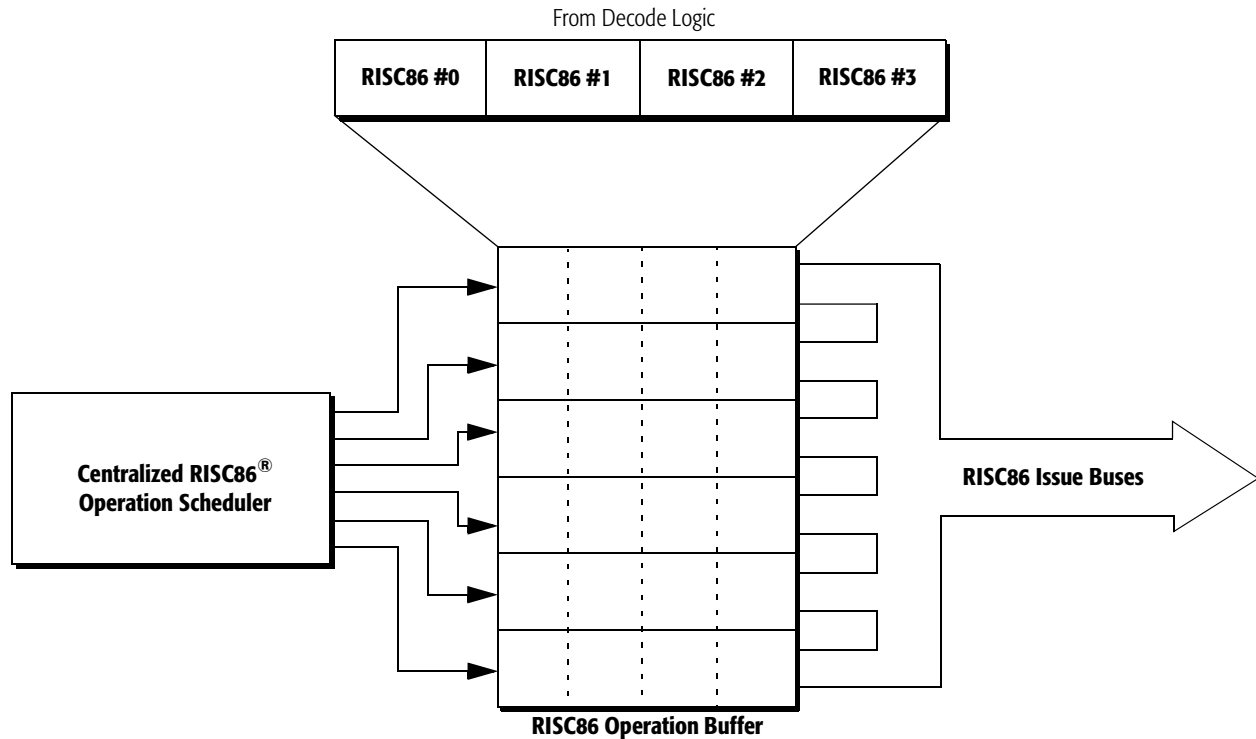 From Decode Logic
RISC86 #0
RISC86 #1
RISC86 #2
RISC86 #3
Centralized RISC86®
Operation Scheduler
RISC86 Issue Buses
RISC86 Operation Buffer